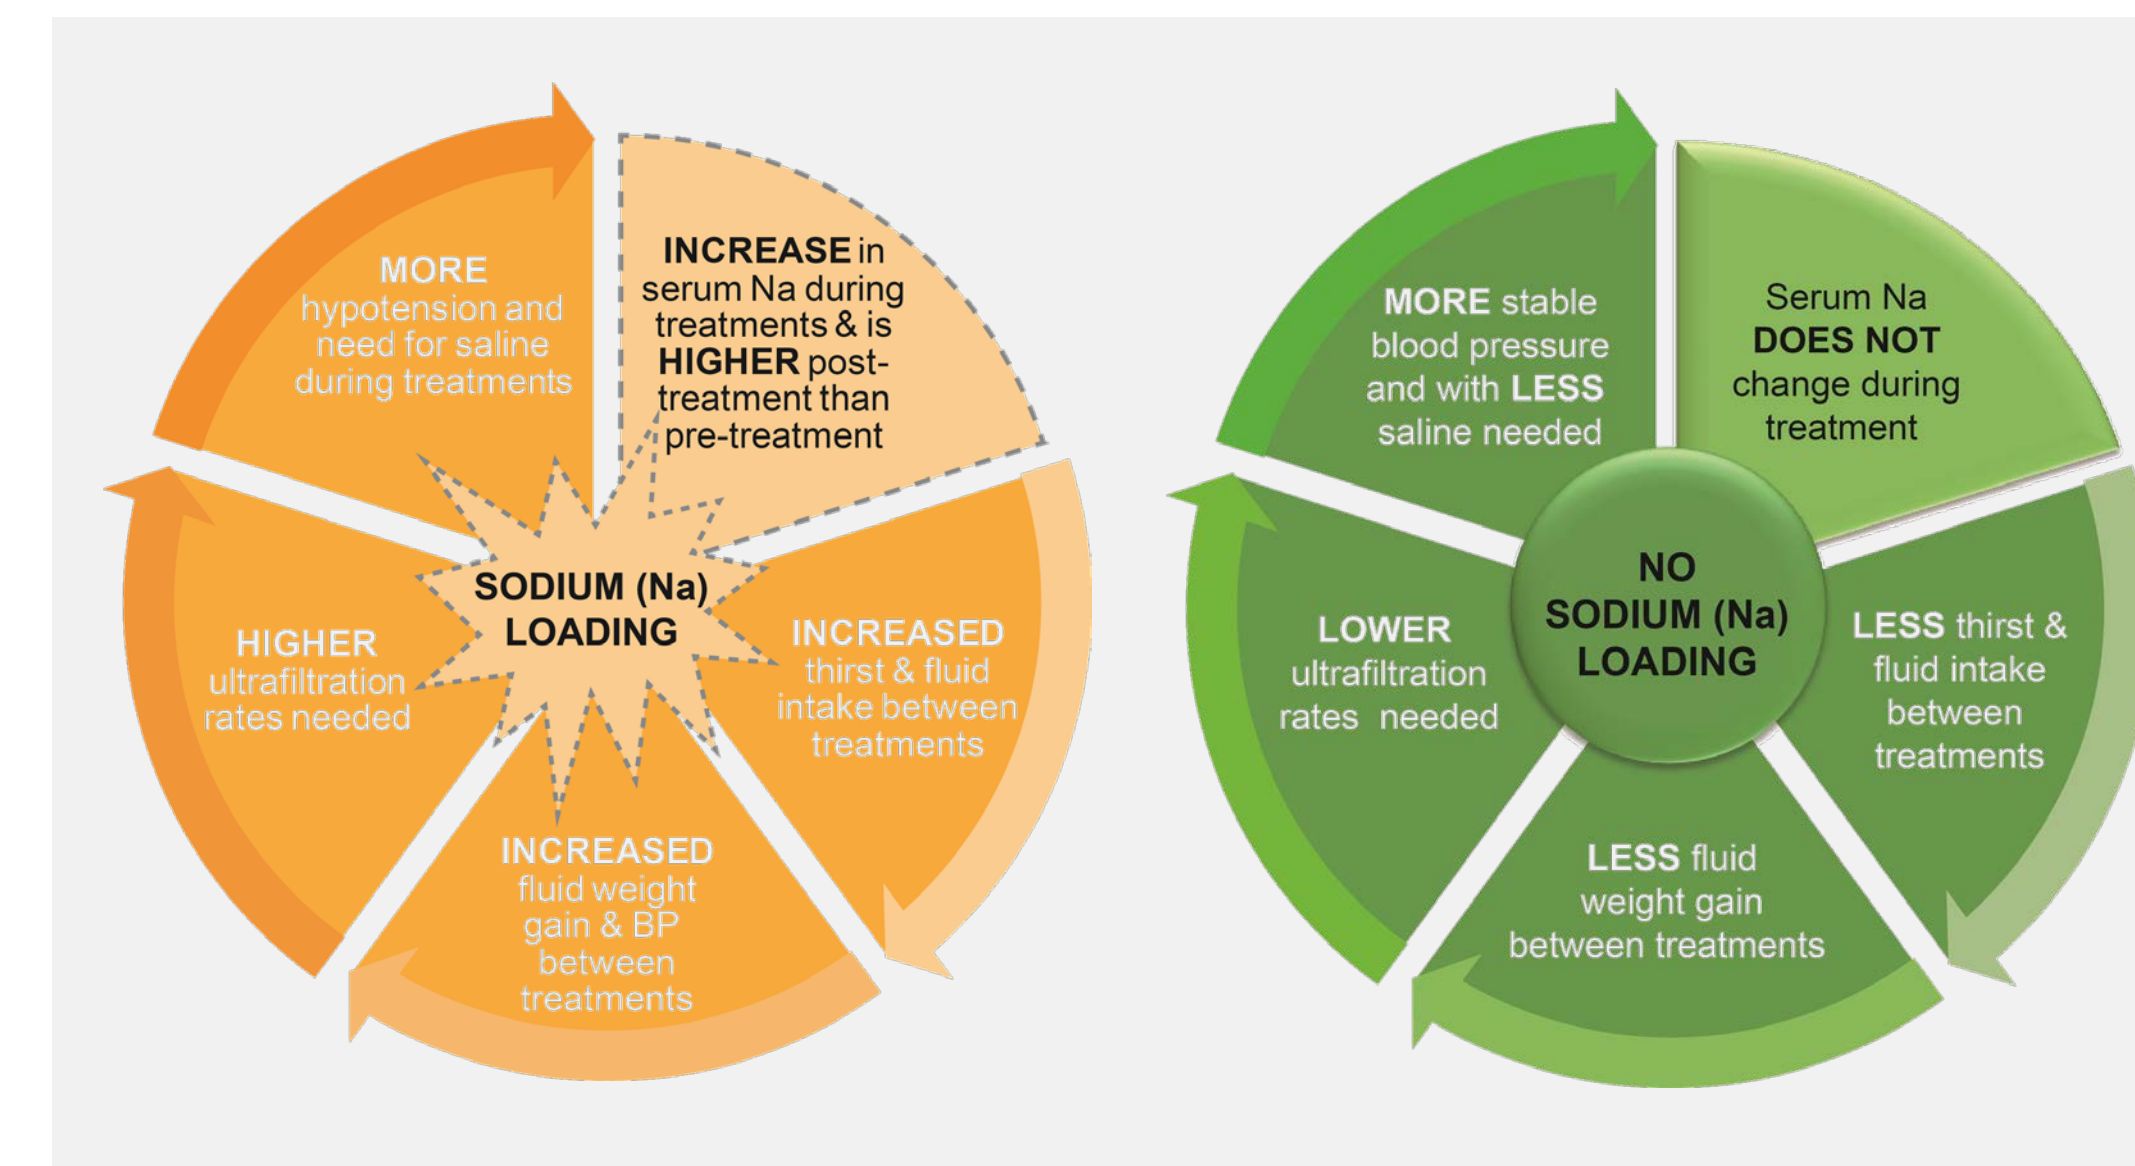 INCREASE in
serum Na during
treatments & is
HIGHER post-
treatment than
pre-treatment
INCREASED
thirst & fluid
intake between
treatments
INCREASED
fluid weight
gain & BP
between
treatments
HIGHER
ultrafiltration
rates needed
MORE
hypotension and
need for saline
during treatments
SODIUM (Na)
LOADING
Serum Na
DOES NOT
change during
treatment
LESS thirst &
fluid intake
between
treatments
LESS fluid
weight gain
between treatments
LOWER
ultrafiltration
rates needed
MORE stable
blood pressure
and with LESS
saline needed
NO
SODIUM (Na)
LOADING